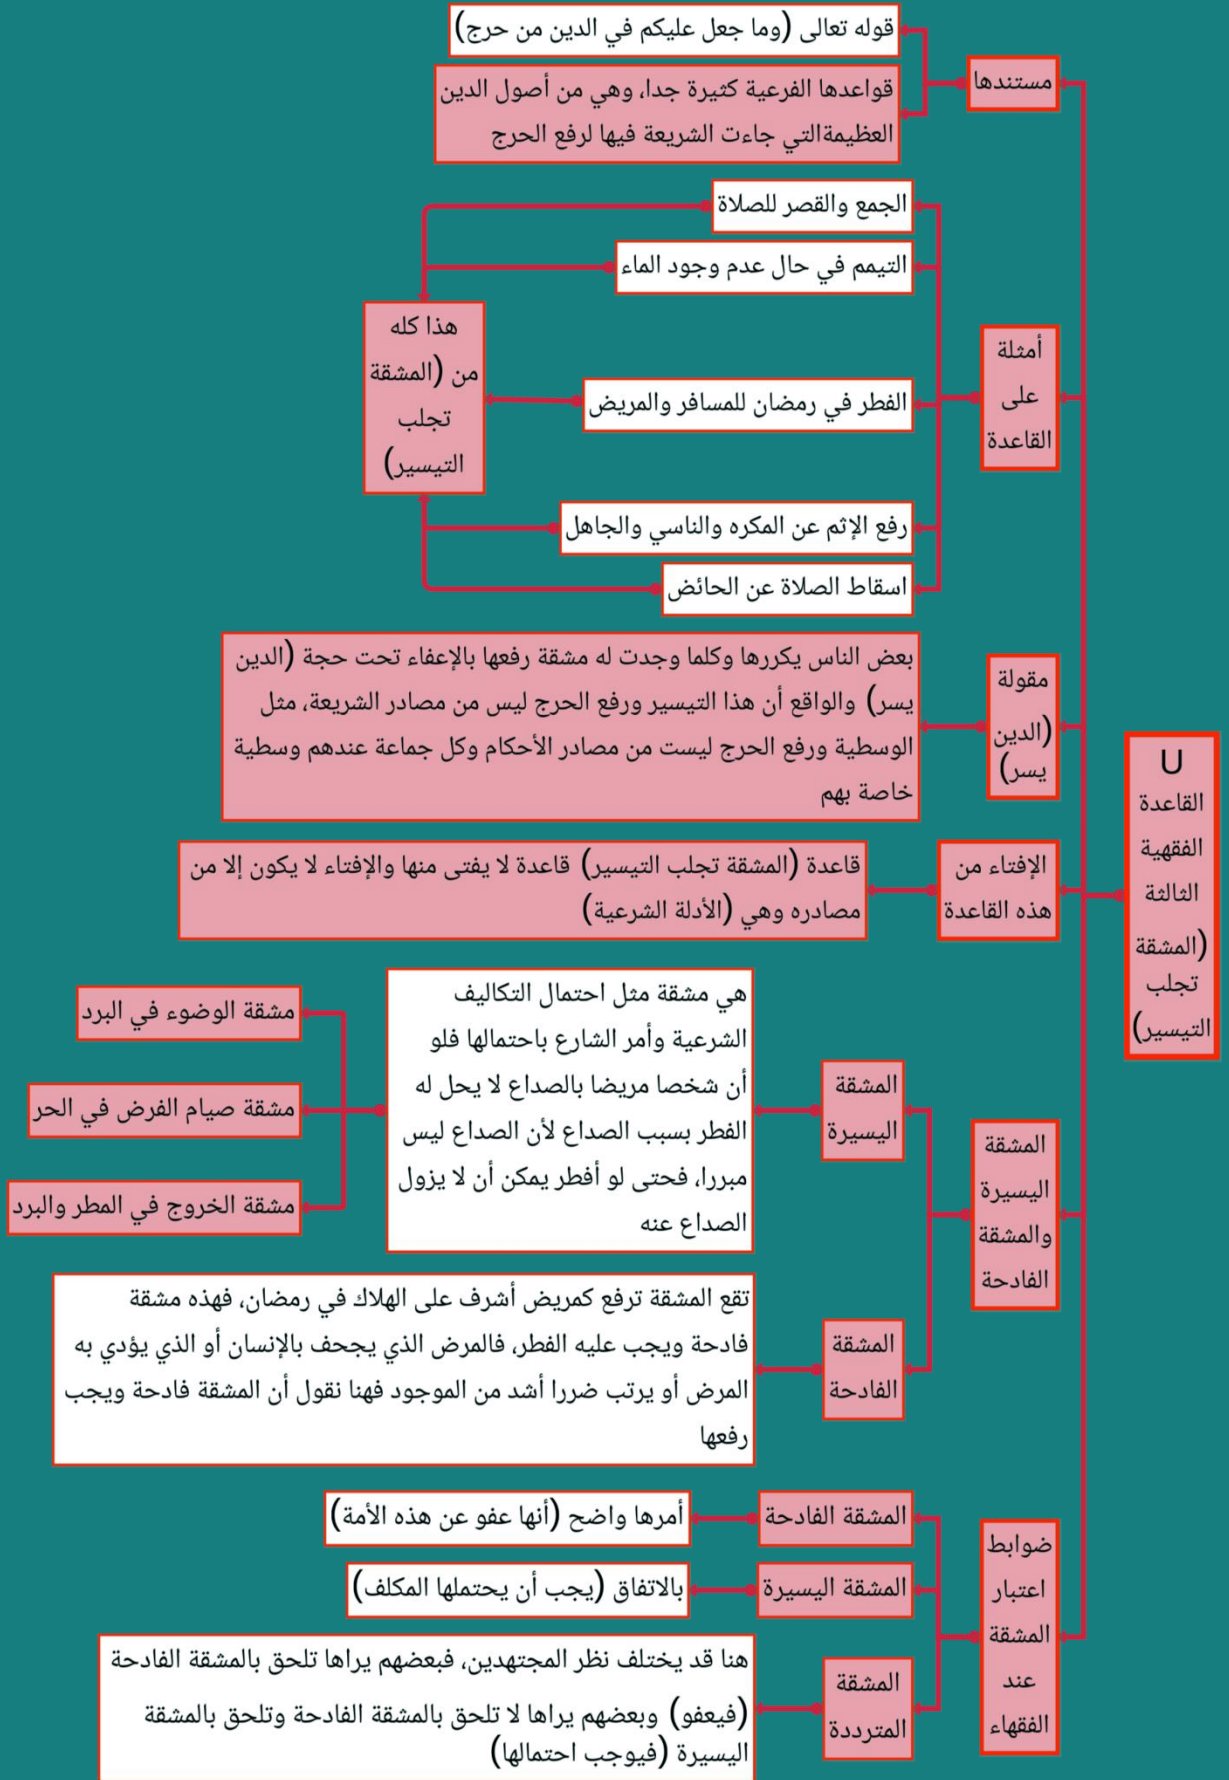 U
القاعدة
الفقهية
الثالثة
(المشقة
تجلب
التيسير)
مستندها
قوله تعالى (وما جعل عليكم في الدين من حرج)
قواعدها الفرعية كثيرة جدا، وهي من أصول الدين
العظيمةالتي جاءت الشريعة فيها لرفع الحرج
أمثلة
على
القاعدة
الجمع والقصر للصلاة
التيمم في حال عدم وجود الماء
الفطر في رمضان للمسافر والمريض
رفع الإثم عن المكره والناسي والجاهل
اسقاط الصلاة عن الحائض
هذا كله
من (المشقة
تجلب
التيسير)
مقولة
(الدين
يسر)
بعض الناس يكررها وكلما وجدت له مشقة رفعها بالإعفاء تحت حجة (الدين
يسر) والواقع أن هذا التيسير ورفع الحرج ليس من مصادر الشريعة، مثل
الوسطية ورفع الحرج ليست من مصادر الأحكام وكل جماعة عندهم وسطية
خاصة بهم
الإفتاء من
هذه القاعدة
قاعدة (المشقة تجلب التيسير) قاعدة لا يفتى منها والإفتاء لا يكون إلا من
مصادره وهي (الأدلة الشرعية)
المشقة
اليسيرة
والمشقة
الفادحة
المشقة
اليسيرة
هي مشقة مثل احتمال التكاليف
الشرعية وأمر الشارع باحتمالها فلو
أن شخصا مريضا بالصداع لا يحل له
الفطر بسبب الصداع لأن الصداع ليس
مبررا، فحتى لو أفطر يمكن أن لا يزول
الصداع عنه
مشقة الوضوء في البرد
مشقة صيام الفرض في الحر
مشقة الخروج في المطر والبرد
المشقة
الفادحة
تقع المشقة ترفع كمريض أشرف على الهلاك في رمضان، فهذه مشقة
فادحة ويجب عليه الفطر، فالمرض الذي يجحف بالإنسان أو الذي يؤدي به
المرض أو يرتب ضررا أشد من الموجود فهنا نقول أن المشقة فادحة ويجب
رفعها
ضوابط
اعتبار
المشقة
عند
الفقهاء
المشقة الفادحة
أمرها واضح (أنها عفو عن هذه الأمة)
المشقة اليسيرة
بالاتفاق (يجب أن يحتملها المكلف)
المشقة
المترددة
هنا قد يختلف نظر المجتهدين، فبعضهم يراها تلحق بالمشقة الفادحة
(فيعفو) وبعضهم يراها لا تلحق بالمشقة الفادحة وتلحق بالمشقة
اليسيرة (فيوجب احتمالها)